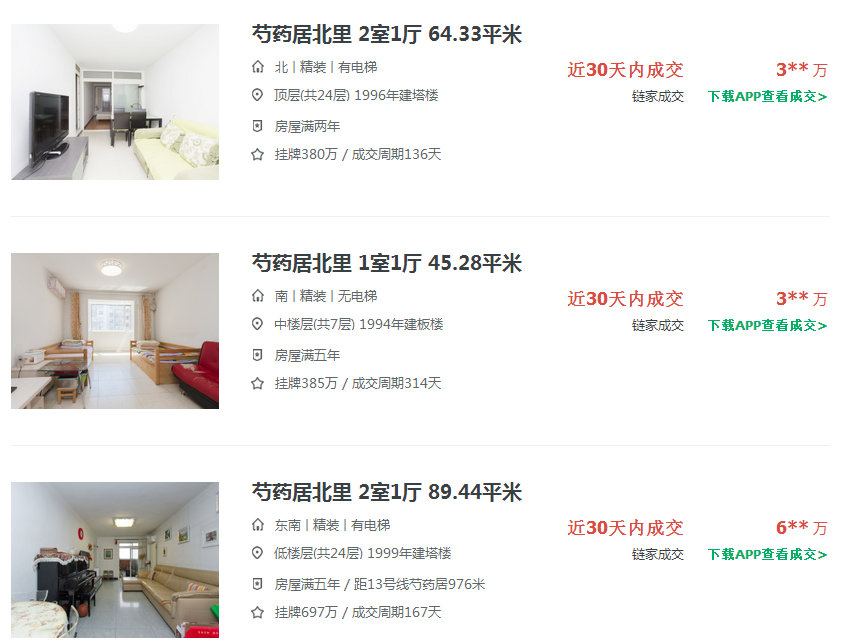 芍药居北里 2室1厅 64.33平米
北 | 精装 | 有电梯
近30天内成交 3** 万
顶层(共24层) 1996年建塔楼
链家成交 下载APP查看成交>
房屋满两年
挂牌380万 / 成交周期136天
芍药居北里 1室1厅 45.28平米
南 | 精装 | 无电梯
近30天内成交 3** 万
中楼层(共7层) 1994年建板楼
链家成交 下载APP查看成交>
房屋满五年
挂牌385万 / 成交周期314天
芍药居北里 2室1厅 89.44平米
东南 | 精装 | 有电梯
近30天内成交 6** 万
低楼层(共24层) 1999年建塔楼
链家成交 下载APP查看成交>
房屋满五年 / 距13号线芍药居976米
挂牌697万 / 成交周期167天